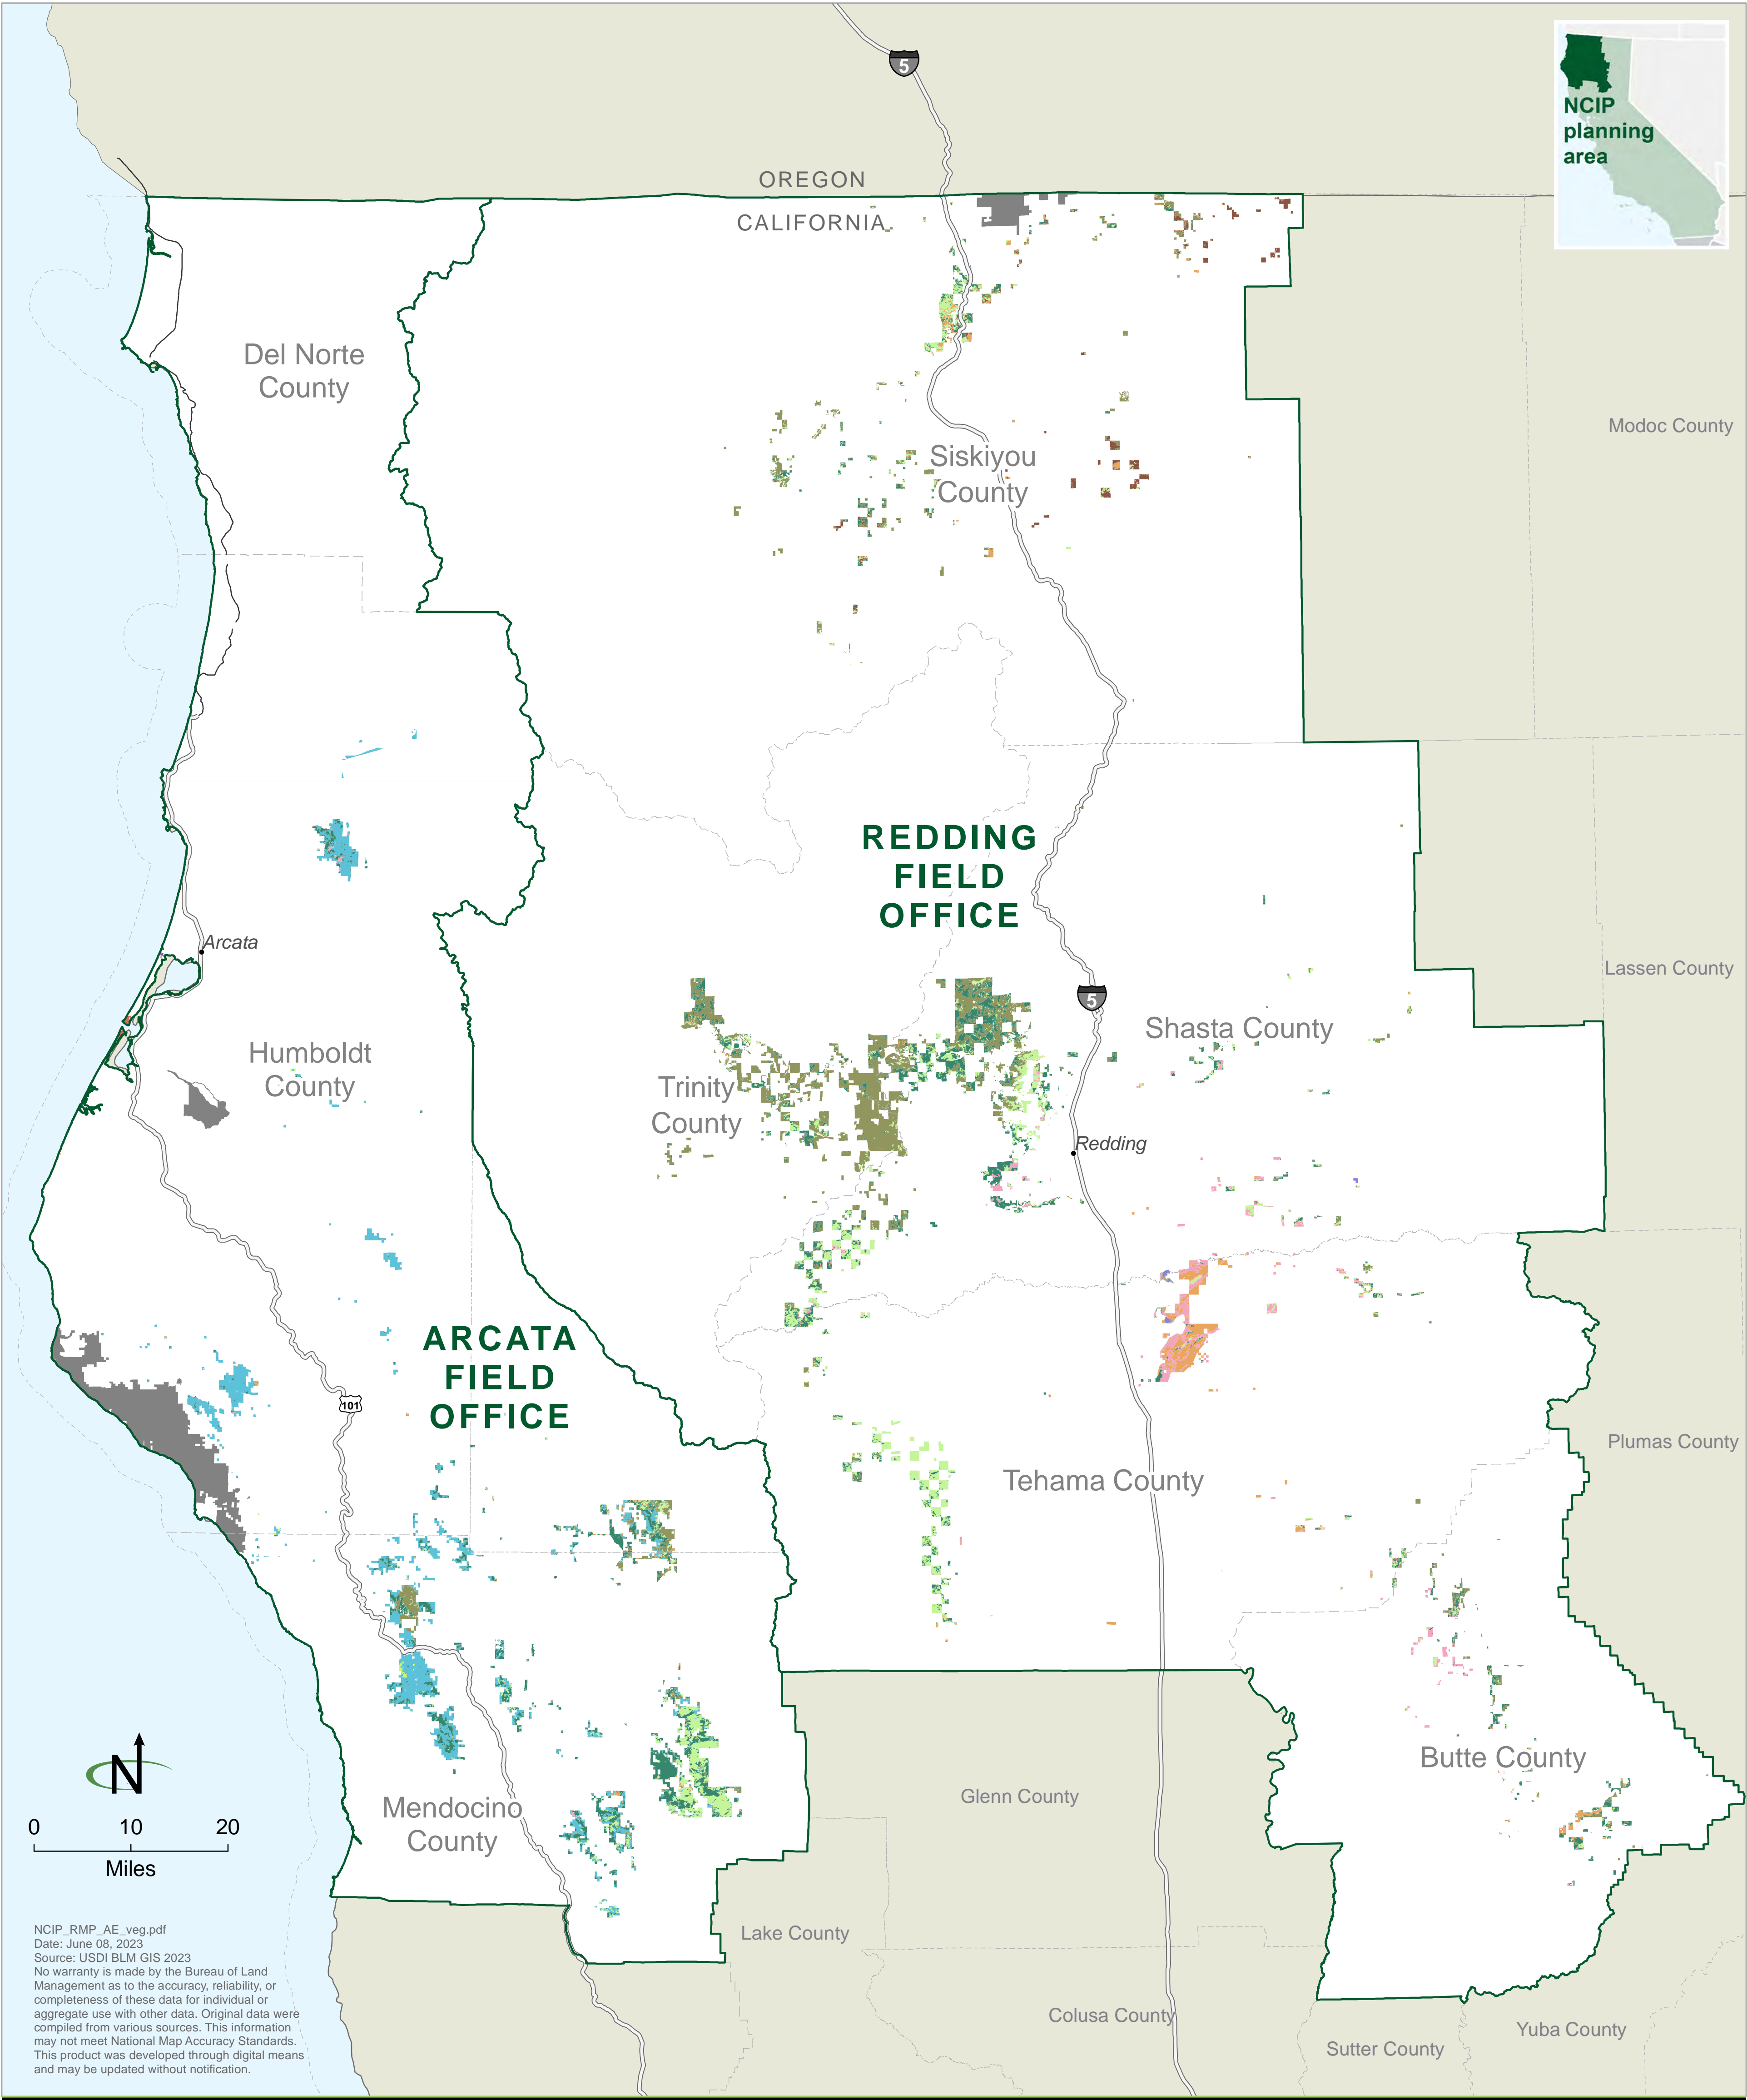 5
NCIP
planning
area
OREGON
CALIFORNIA
Del Norte
County
Modoc County
Siskiyou
County
REDDING
FIELD
OFFICE
Arcata
Lassen County
5
Shasta County
Humboldt
County
Trinity
County
Redding
ARCATA
FIELD
OFFICE
101
Plumas County
Tehama County
N
Butte County
Glenn County
Mendocino
County
0 10 20
Miles
NCIP_RMP_AE_veg.pdf
Date: June 08, 2023
Source: USDI BLM GIS 2023
No warranty is made by the Bureau of Land
Management as to the accuracy, reliability, or
completeness of these data for individual or
aggregate use with other data. Original data were
compiled from various sources. This information
may not meet National Map Accuracy Standards.
This product was developed through digital means
and may be updated without notification.
Lake County
Colusa County
Yuba County
Sutter County